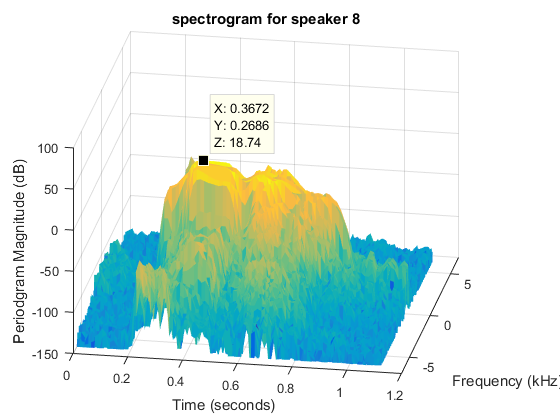 spectrogram for speaker 8
X: 0.3672
Y: 0.2686
Z: 18.74
100
50
0
-50
-100
-150
Periodgram Magnitude (dB)
0
0.2
0.4
0.6
0.8
1
1.2
Time (seconds)
5
0
-5
Frequency (kHz)